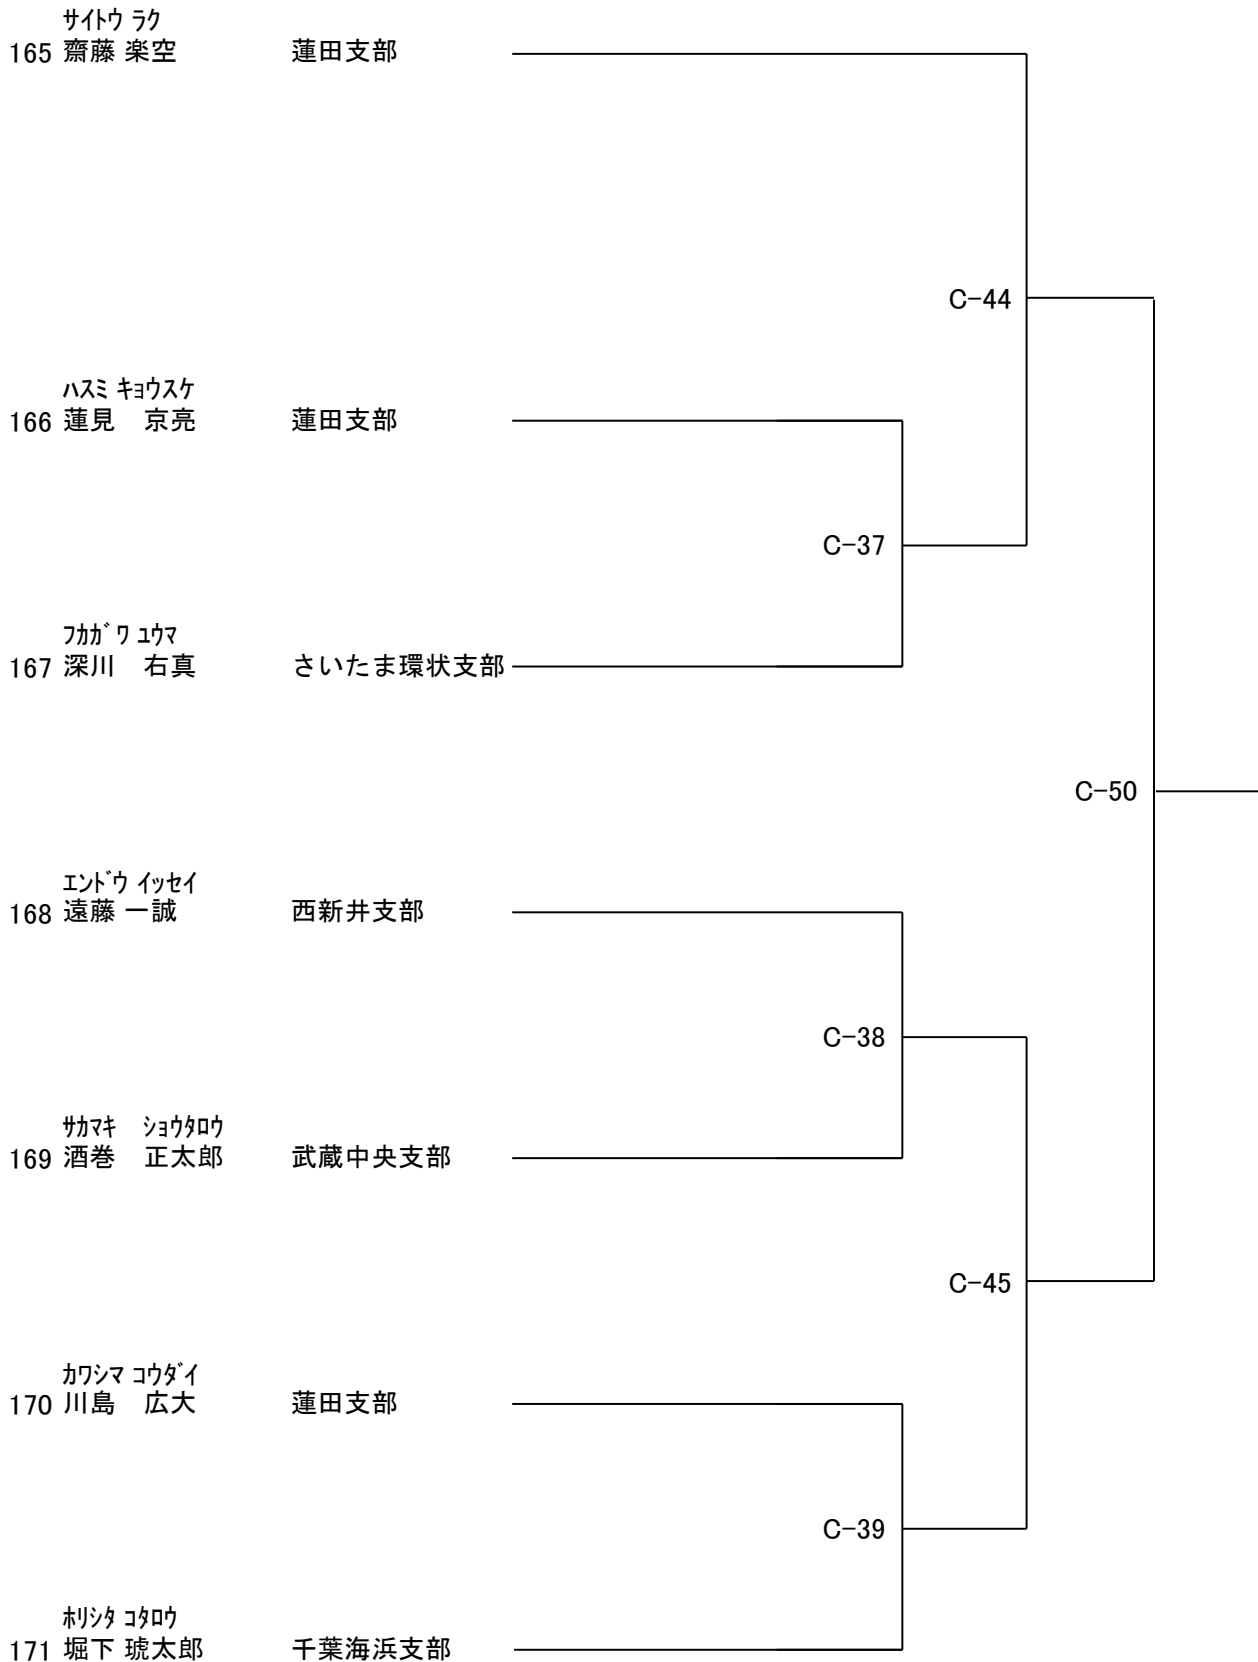 ｻｲﾄｳ ﾗｸ
165 齋藤 楽空 蓮田支部
C-44
ﾊｽﾐ ｷｮｳｽｹ
166 蓮見　京亮 蓮田支部
C-37
ﾌｶｶﾞﾜ ﾕｳﾏ
167 深川　右真 さいたま環状支部
C-50
ｴﾝﾄﾞｳ ｲｯｾｲ
168 遠藤 一誠 西新井支部
C-38
ｻｶﾏｷ　ｼｮｳﾀﾛｳ
169 酒巻　正太郎 武蔵中央支部
C-45
ｶﾜｼﾏ ｺｳﾀﾞｲ
170 川島　広大 蓮田支部
C-39
ﾎﾘｼﾀ ｺﾀﾛｳ
171 堀下 琥太郎 千葉海浜支部